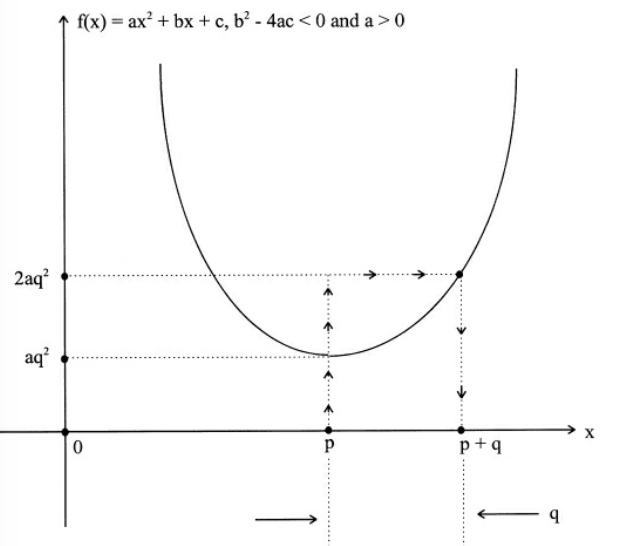 f(x) = ax² + bx + c, b² - 4ac < 0 and a > 0
2aq²
aq²
0
p
p + q
x
q